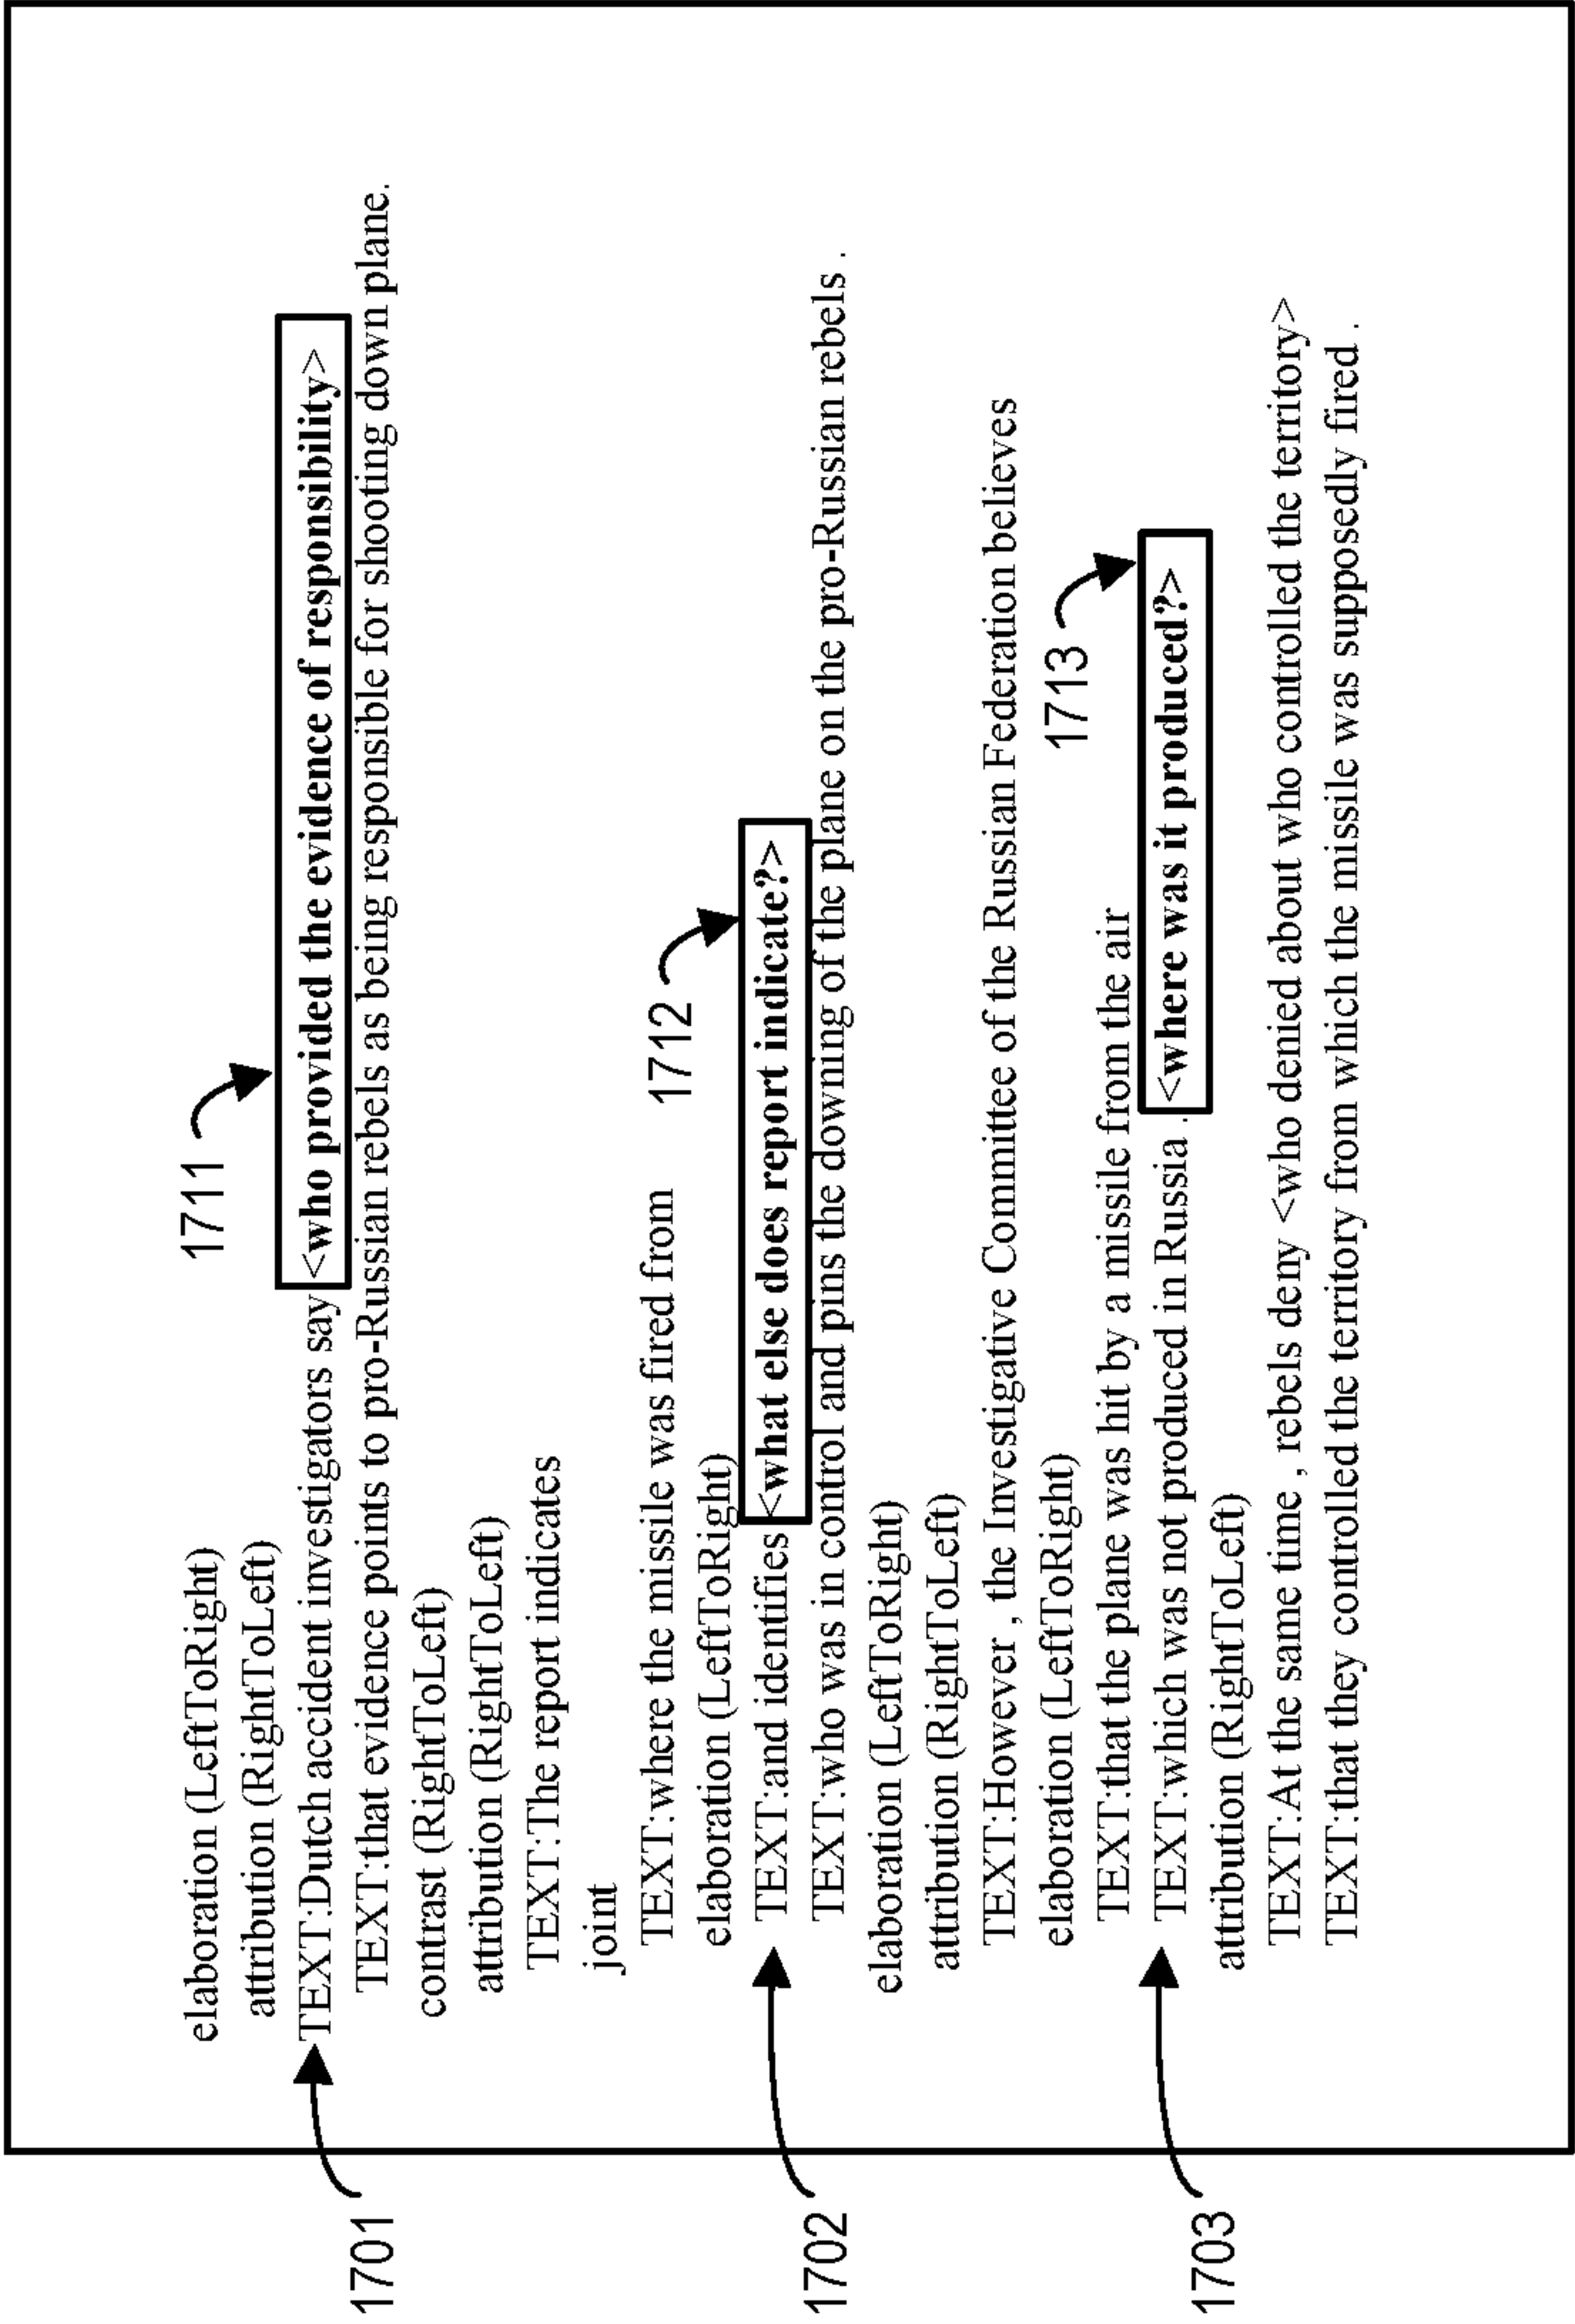 1711
elaboration (LeftToRight)
attribution (RightToLeft)
1701
TEXT:Dutch accident investigators say <who provided the evidence of responsibility>
TEXT:that evidence points to pro-Russian rebels as being responsible for shooting down plane.
contrast (RightToLeft)
attribution (RightToLeft)
TEXT:The report indicates
joint
1712
TEXT:where the missile was fired from
elaboration (LeftToRight)
1702
TEXT:and identifies <what else does report indicate?>
TEXT:who was in control and pins the downing of the plane on the pro-Russian rebels .
elaboration (LeftToRight)
attribution (RightToLeft)
TEXT:However , the Investigative Committee of the Russian Federation believes
1713
elaboration (LeftToRight)
TEXT:that the plane was hit by a missile from the air
1703
TEXT:which was not produced in Russia . <where was it produced?>
attribution (RightToLeft)
TEXT:At the same time , rebels deny <who denied about who controlled the territory>
TEXT:that they controlled the territory from which the missile was supposedly fired .